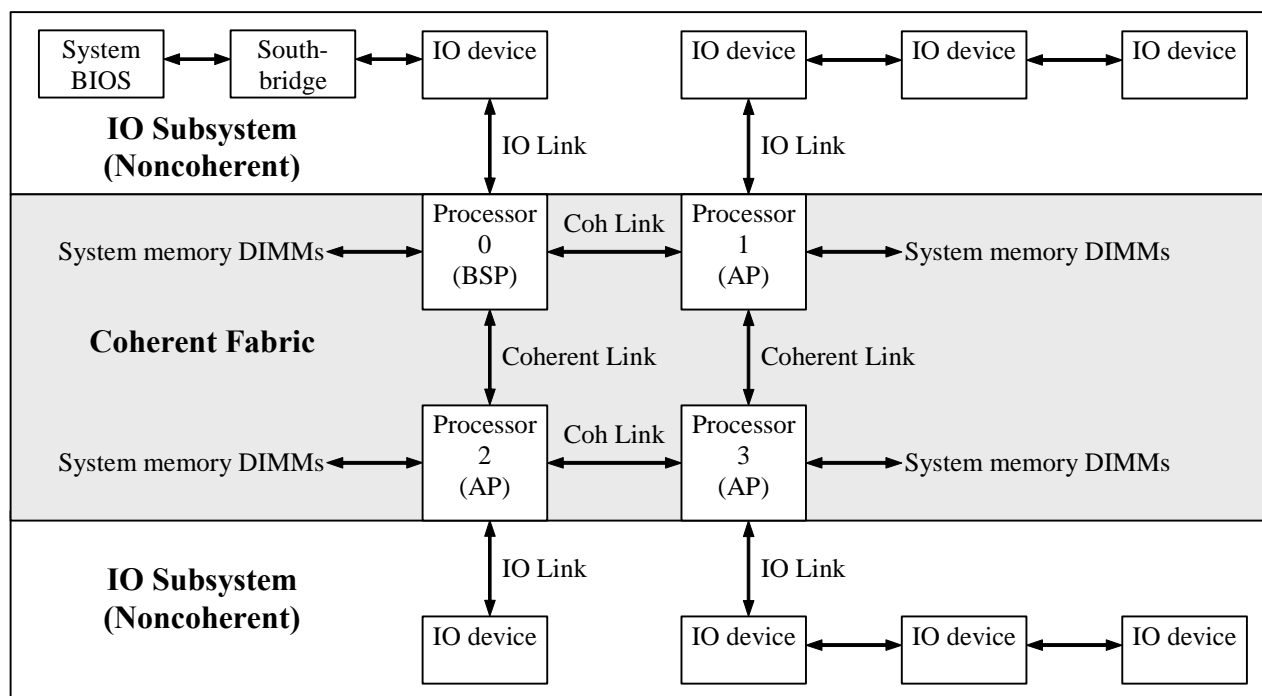 System
BIOS
South-
bridge
IO device
IO device
IO device
IO device
IO Subsystem
(Noncoherent)
IO Link
IO Link
Processor
0
(BSP)
Coh Link
Processor
1
(AP)
System memory DIMMs
System memory DIMMs
Coherent Fabric
Coherent Link
Coherent Link
Processor
2
(AP)
Coh Link
Processor
3
(AP)
System memory DIMMs
System memory DIMMs
IO Subsystem
(Noncoherent)
IO Link
IO Link
IO device
IO device
IO device
IO device